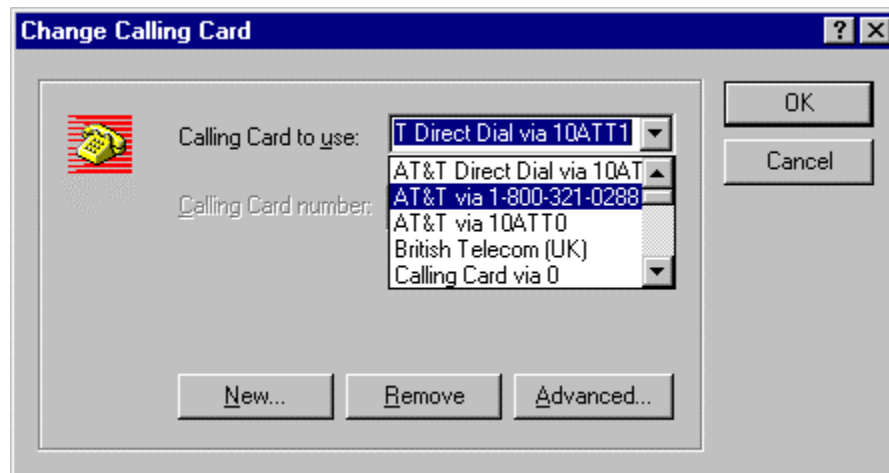 Change Calling Card
Calling Card to use:
T Direct Dial via 10ATT1
AT&T Direct Dial via 10AT
AT&T via 1-800-321-0288
AT&T via 10ATT0
British Telecom (UK)
Calling Card via 0
Calling Card number:
New...
Remove
Advanced...
OK
Cancel